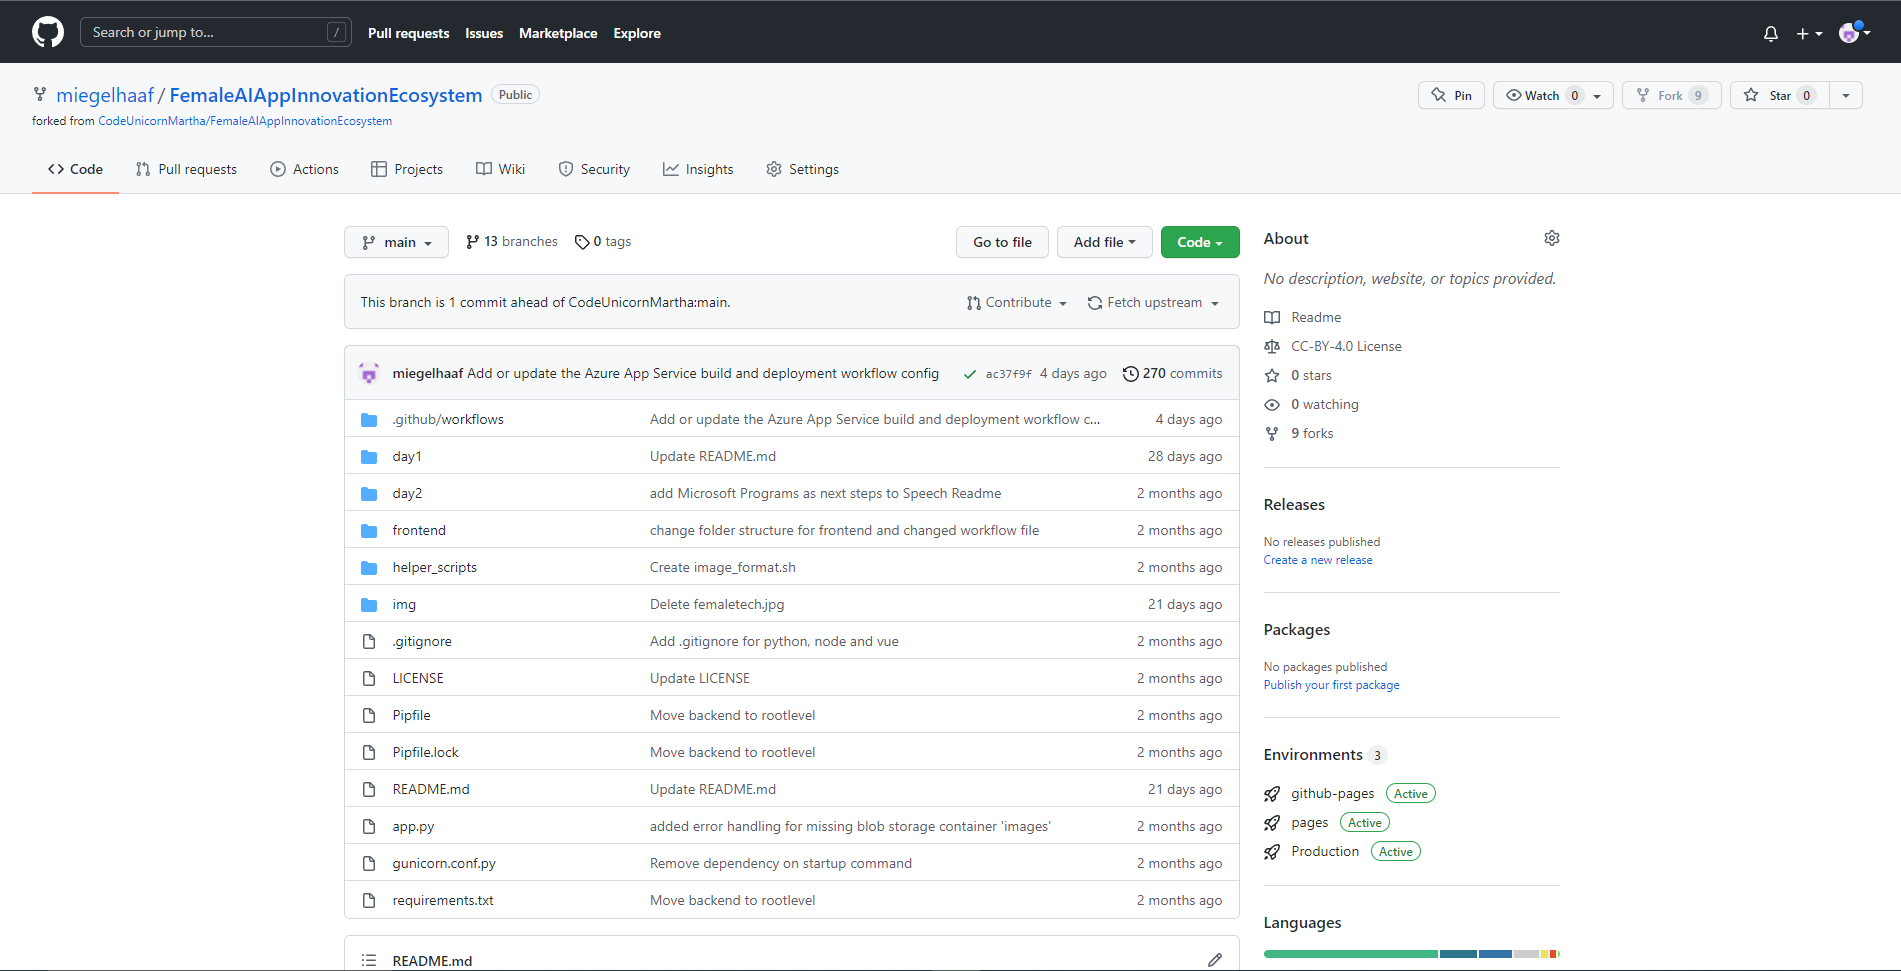 Search or jump to...
/
Pull requests Issues Marketplace Explore
miegelhaaf / FemaleAIAppInnovationEcosystem Public
Pin Watch 0 Fork 9 Star 0
forked from CodeUnicornMartha/FemaleAIAppInnovationEcosystem
Code Pull requests Actions Projects Wiki Security Insights Settings
main 13 branches 0 tags Go to file Add file Code
This branch is 1 commit ahead of CodeUnicornMartha:main. Contribute Fetch upstream
miegelhaaf Add or update the Azure App Service build and deployment workflow config ac37f9f 4 days ago 270 commits
.github/workflows Add or update the Azure App Service build and deployment workflow c... 4 days ago
day1 Update README.md 28 days ago
day2 add Microsoft Programs as next steps to Speech Readme 2 months ago
frontend change folder structure for frontend and changed workflow file 2 months ago
helper_scripts Create image_format.sh 2 months ago
img Delete femaletech.jpg 21 days ago
.gitignore Add .gitignore for python, node and vue 2 months ago
LICENSE Update LICENSE 2 months ago
Pipfile Move backend to rootlevel 2 months ago
Pipfile.lock Move backend to rootlevel 2 months ago
README.md Update README.md 21 days ago
app.py added error handling for missing blob storage container 'images' 2 months ago
gunicorn.conf.py Remove dependency on startup command 2 months ago
requirements.txt Move backend to rootlevel 2 months ago
README.md
About
No description, website, or topics provided.
Readme
CC-BY-4.0 License
0 stars
0 watching
9 forks
Releases
No releases published
Create a new release
Packages
No packages published
Publish your first package
Environments 3
github-pages Active
pages Active
Production Active
Languages